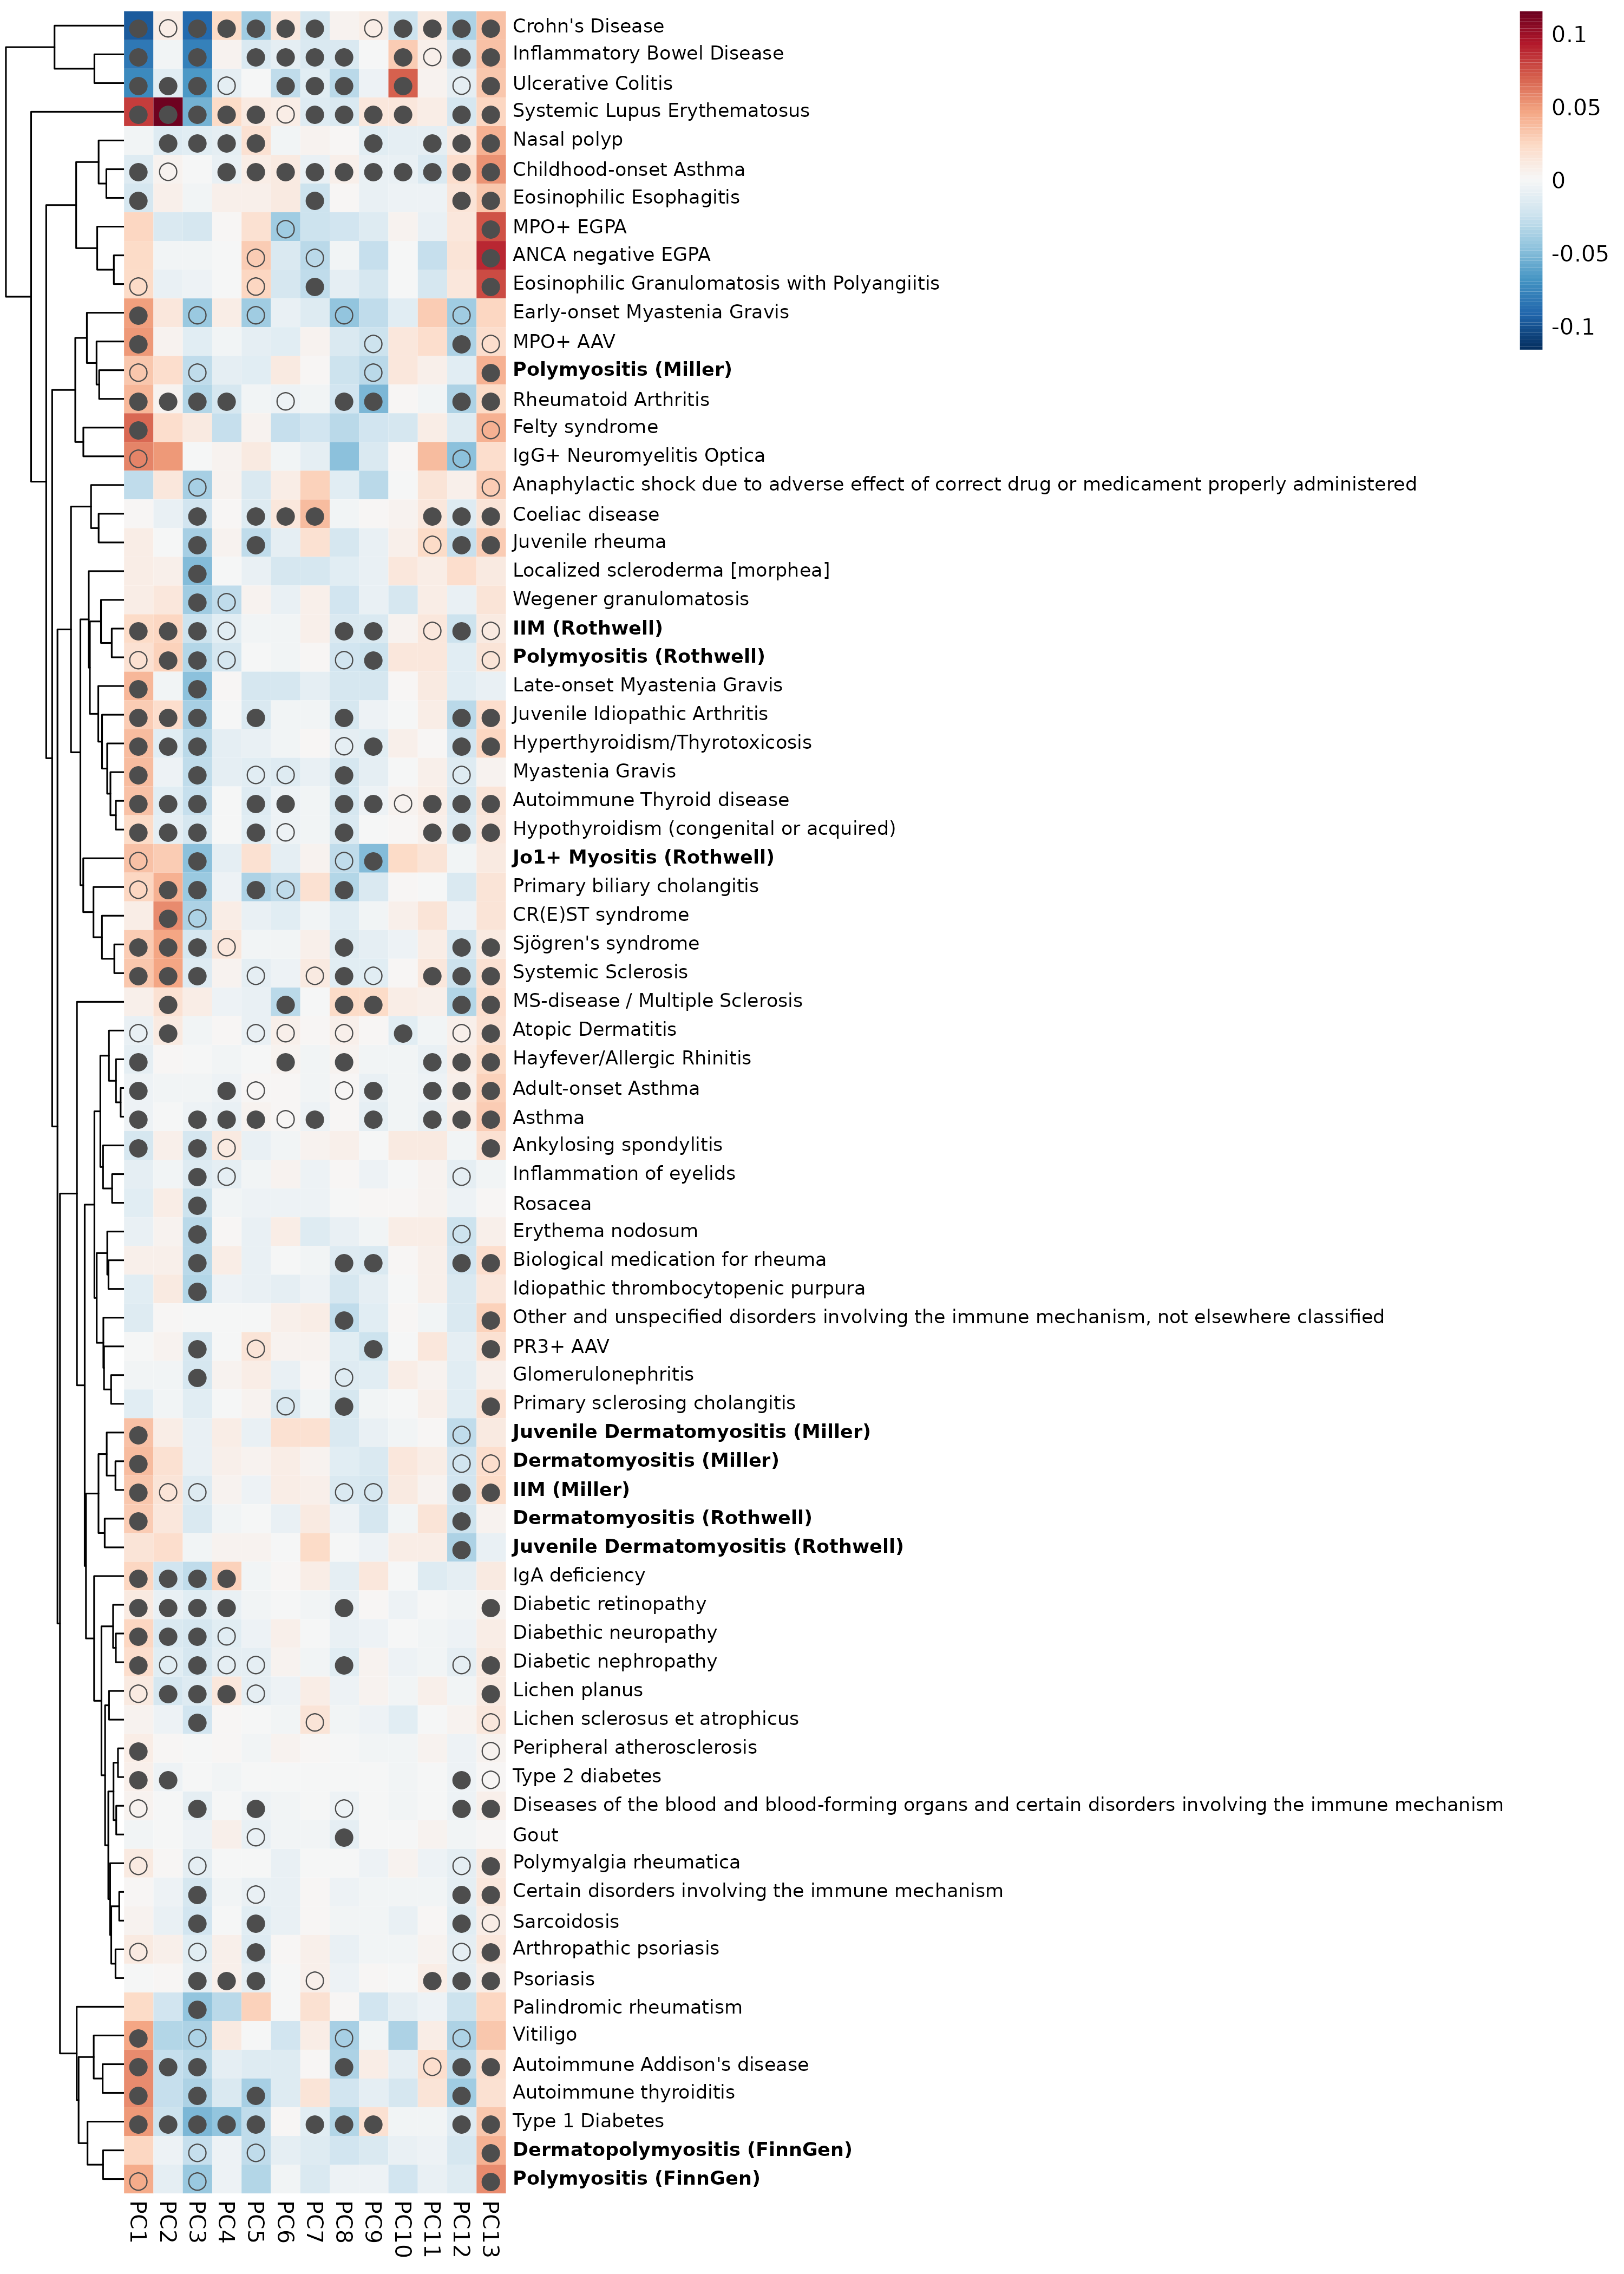 Crohn's Disease
Inflammatory Bowel Disease
Ulcerative Colitis
Systemic Lupus Erythematosus
Nasal polyp
Childhood-onset Asthma
Eosinophilic Esophagitis
MPO+ EGPA
ANCA negative EGPA
Eosinophilic Granulomatosis with Polyangiitis
Early-onset Myastenia Gravis
MPO+ AAV
Polymyositis (Miller)
Rheumatoid Arthritis
Felty syndrome
IgG+ Neuromyelitis Optica
Anaphylactic shock due to adverse effect of correct drug or medicament properly administered
Coeliac disease
Juvenile rheuma
Localized scleroderma [morphea]
Wegener granulomatosis
IIM (Rothwell)
Polymyositis (Rothwell)
Late-onset Myastenia Gravis
Juvenile Idiopathic Arthritis
Hyperthyroidism/Thyrotoxicosis
Myastenia Gravis
Autoimmune Thyroid disease
Hypothyroidism (congenital or acquired)
Jo1+ Myositis (Rothwell)
Primary biliary cholangitis
CR(E)ST syndrome
Sjögren's syndrome
Systemic Sclerosis
MS-disease / Multiple Sclerosis
Atopic Dermatitis
Hayfever/Allergic Rhinitis
Adult-onset Asthma
Asthma
Ankylosing spondylitis
Inflammation of eyelids
Rosacea
Erythema nodosum
Biological medication for rheuma
Idiopathic thrombocytopenic purpura
Other and unspecified disorders involving the immune mechanism, not elsewhere classified
PR3+ AAV
Glomerulonephritis
Primary sclerosing cholangitis
Juvenile Dermatomyositis (Miller)
Dermatomyositis (Miller)
IIM (Miller)
Dermatomyositis (Rothwell)
Juvenile Dermatomyositis (Rothwell)
IgA deficiency
Diabetic retinopathy
Diabethic neuropathy
Diabetic nephropathy
Lichen planus
Lichen sclerosus et atrophicus
Peripheral atherosclerosis
Type 2 diabetes
Diseases of the blood and blood-forming organs and certain disorders involving the immune mechanism
Gout
Polymyalgia rheumatica
Certain disorders involving the immune mechanism
Sarcoidosis
Arthropathic psoriasis
Psoriasis
Palindromic rheumatism
Vitiligo
Autoimmune Addison's disease
Autoimmune thyroiditis
Type 1 Diabetes
Dermatopolymyositis (FinnGen)
Polymyositis (FinnGen)
PC1
PC2
PC3
PC4
PC5
PC6
PC7
PC8
PC9
PC10
PC11
PC12
PC13
0.1
0.05
0
-0.05
-0.1